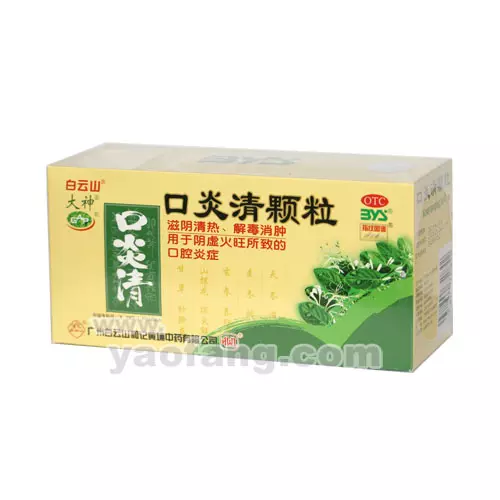 白云山®
大神®
GAP
口炎清
口炎清颗粒
滋阴清热、解毒消肿
用于阴虚火旺所致的
口腔炎症
OTC
BYS
广州白云山和记黄埔中药有限公司
yaofang.com